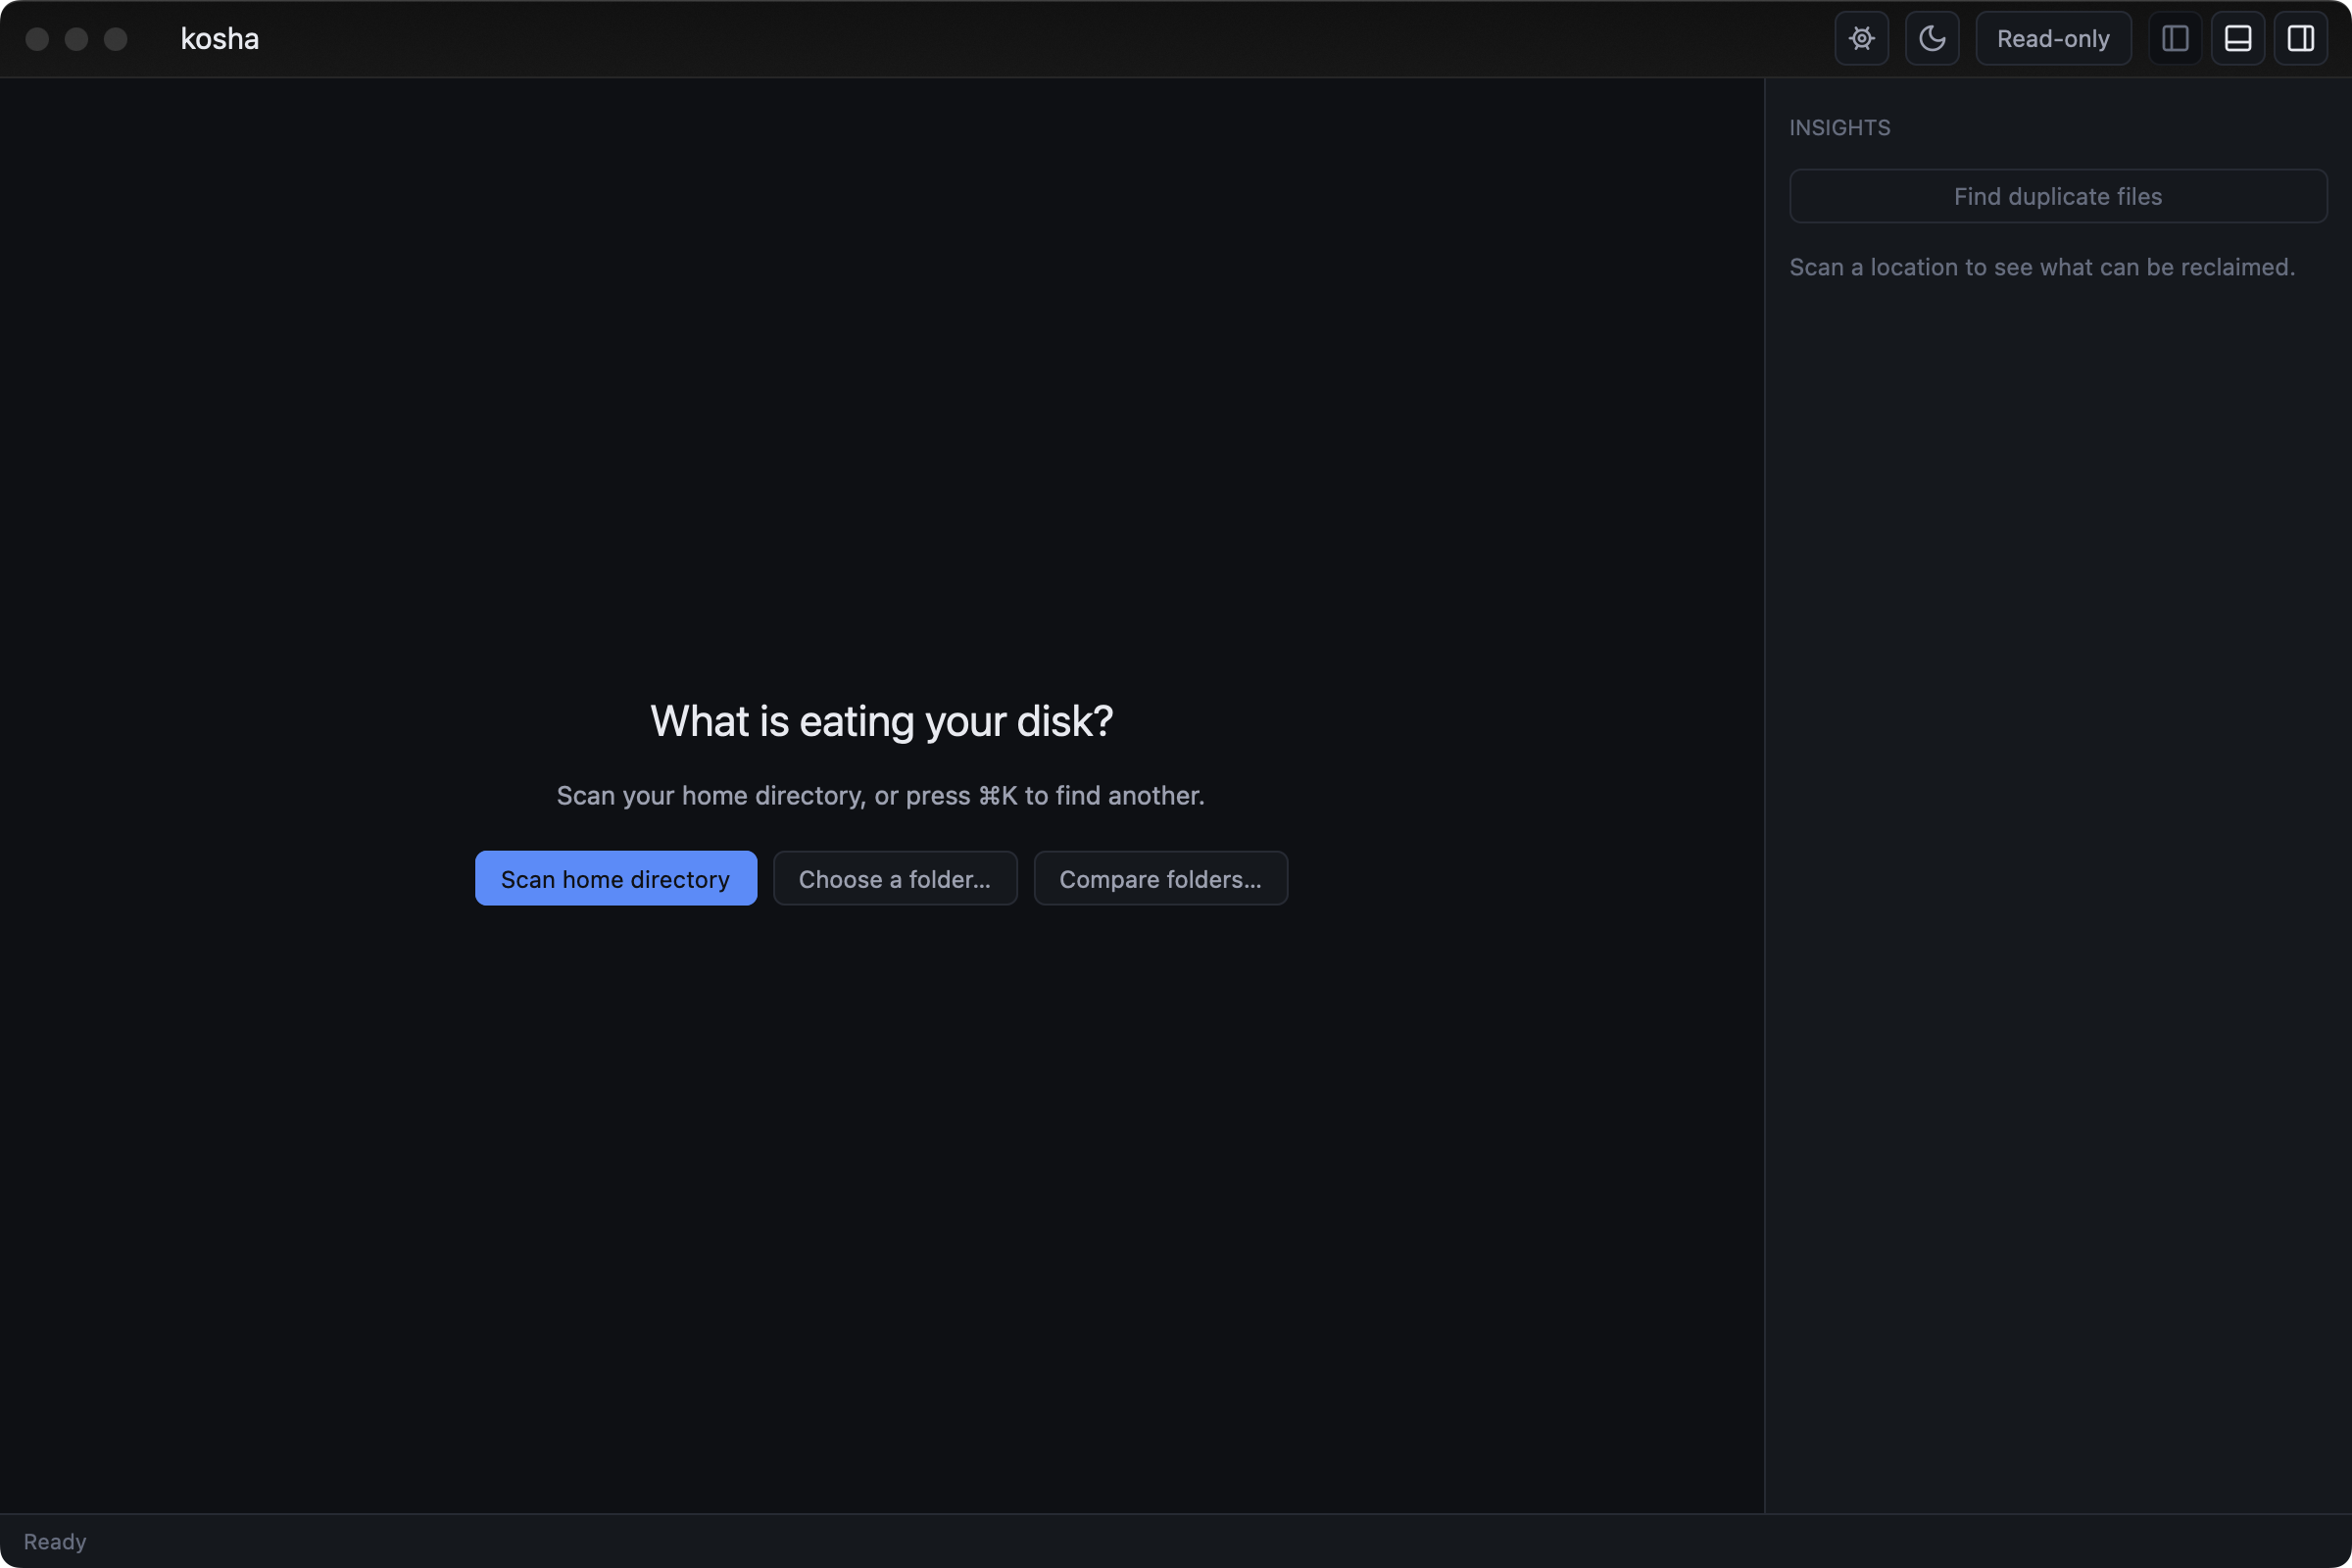 kosha
Read-only
INSIGHTS
Find duplicate files
Scan a location to see what can be reclaimed.
What is eating your disk?
Scan your home directory, or press ⌘K to find another.
Scan home directory
Choose a folder...
Compare folders...
Ready